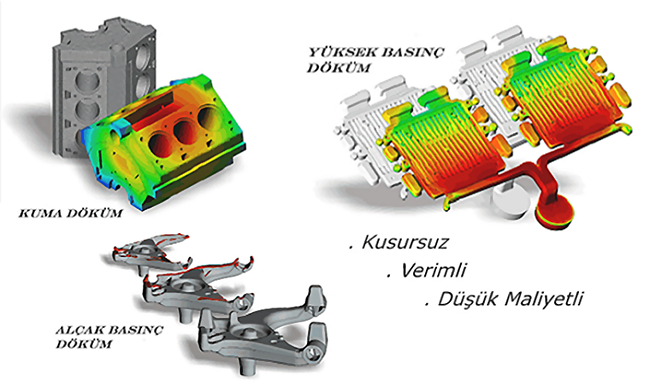 YÜKSEK BASINÇ
DÖKÜM
KUMA DÖKÜM
. Kusursuz
. Verimli
. Düşük Maliyetli
ALÇAK BASINÇ
DÖKÜM